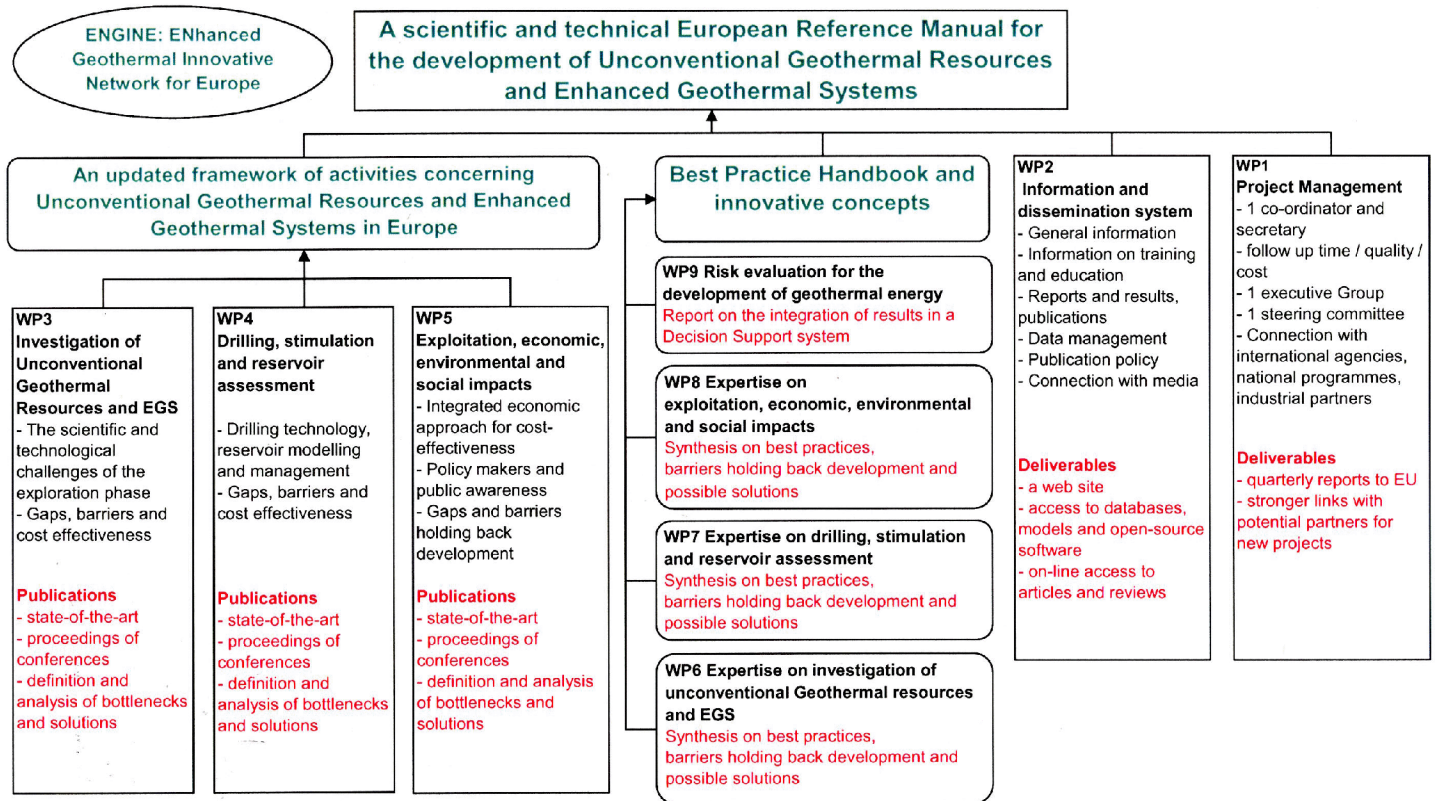 ENGINE: ENhanced
Geothermal Innovative
Network for Europe
A scientific and technical European Reference Manual for
the development of Unconventional Geothermal Resources
and Enhanced Geothermal Systems
An updated framework of activities concerning
Unconventional Geothermal Resources and Enhanced
Geothermal Systems in Europe
WP3
Investigation of
Unconventional
Geothermal
Resources and EGS
- The scientific and
technological
challenges of the
exploration phase
- Gaps, barriers and
cost effectiveness
Publications
- state-of-the-art
- proceedings of
conferences
- definition and
analysis of bottlenecks
and solutions
WP4
Drilling, stimulation
and reservoir
assessment
- Drilling technology,
reservoir modelling
and management
- Gaps, barriers and
cost effectiveness
Publications
- state-of-the-art
- proceedings of
conferences
- definition and
analysis of bottlenecks
and solutions
WP5
Exploitation, economic,
environmental and
social impacts
- Integrated economic
approach for cost-
effectiveness
- Policy makers and
public awareness
- Gaps and barriers
holding back
development
Publications
- state-of-the-art
- proceedings of
conferences
- definition and analysis
of bottlenecks and
solutions
Best Practice Handbook and
innovative concepts
WP9 Risk evaluation for the
development of geothermal energy
Report on the integration of results in a
Decision Support system
WP8 Expertise on
exploitation, economic, environmental
and social impacts
Synthesis on best practices,
barriers holding back development and
possible solutions
WP7 Expertise on drilling, stimulation
and reservoir assessment
Synthesis on best practices,
barriers holding back development and
possible solutions
WP6 Expertise on investigation of
unconventional Geothermal resources
and EGS
Synthesis on best practices,
barriers holding back development and
possible solutions
WP2
Information and
dissemination system
- General information
- Information on training
and education
- Reports and results,
publications
- Data management
- Publication policy
- Connection with media
Deliverables
- a web site
- access to databases,
models and open-source
software
- on-line access to
articles and reviews
WP1
Project Management
- 1 co-ordinator and
secretary
- follow up time / quality /
cost
- 1 executive Group
- 1 steering committee
- Connection with
international agencies,
national programmes,
industrial partners
Deliverables
- quarterly reports to EU
- stronger links with
potential partners for
new projects